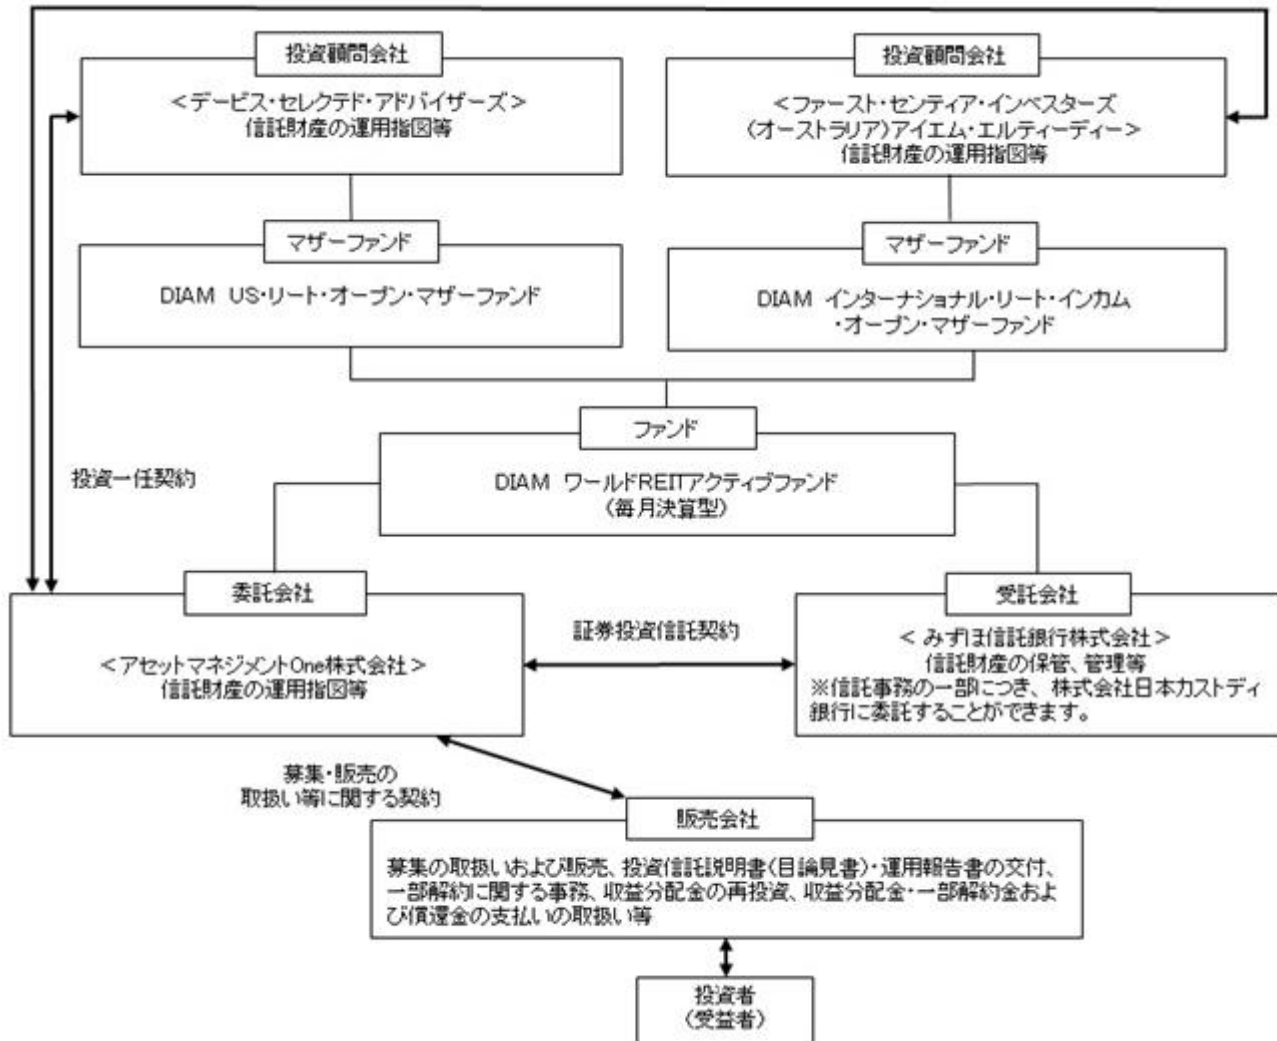 投資顧問会社
<デービス・セレクテド・アドバイザーズ>
信託財産の運用指図等
投資顧問会社
<ファースト・センティア・インベスターズ
(オーストラリア)アイエム・エルティーディー>
信託財産の運用指図等
マザーファンド
DIAM US・リート・オープン・マザーファンド
マザーファンド
DIAM インターナショナル・リート・インカム
・オープン・マザーファンド
ファンド
DIAM ワールドREITアクティブファンド
(毎月決算型)
投資一任契約
委託会社
<アセットマネジメントOne株式会社>
信託財産の運用指図等
証券投資信託契約
受託会社
<みずほ信託銀行株式会社>
信託財産の保管、管理等
※信託事務の一部につき、株式会社日本カストディ
銀行に委託することができます。
募集・販売の
取扱い等に関する契約
販売会社
募集の取扱いおよび販売、投資信託説明書(目論見書)・運用報告書の交付、
一部解約に関する事務、収益分配金の再投資、収益分配金・一部解約金およ
び償還金の支払いの取扱い等
投資者
(受益者)